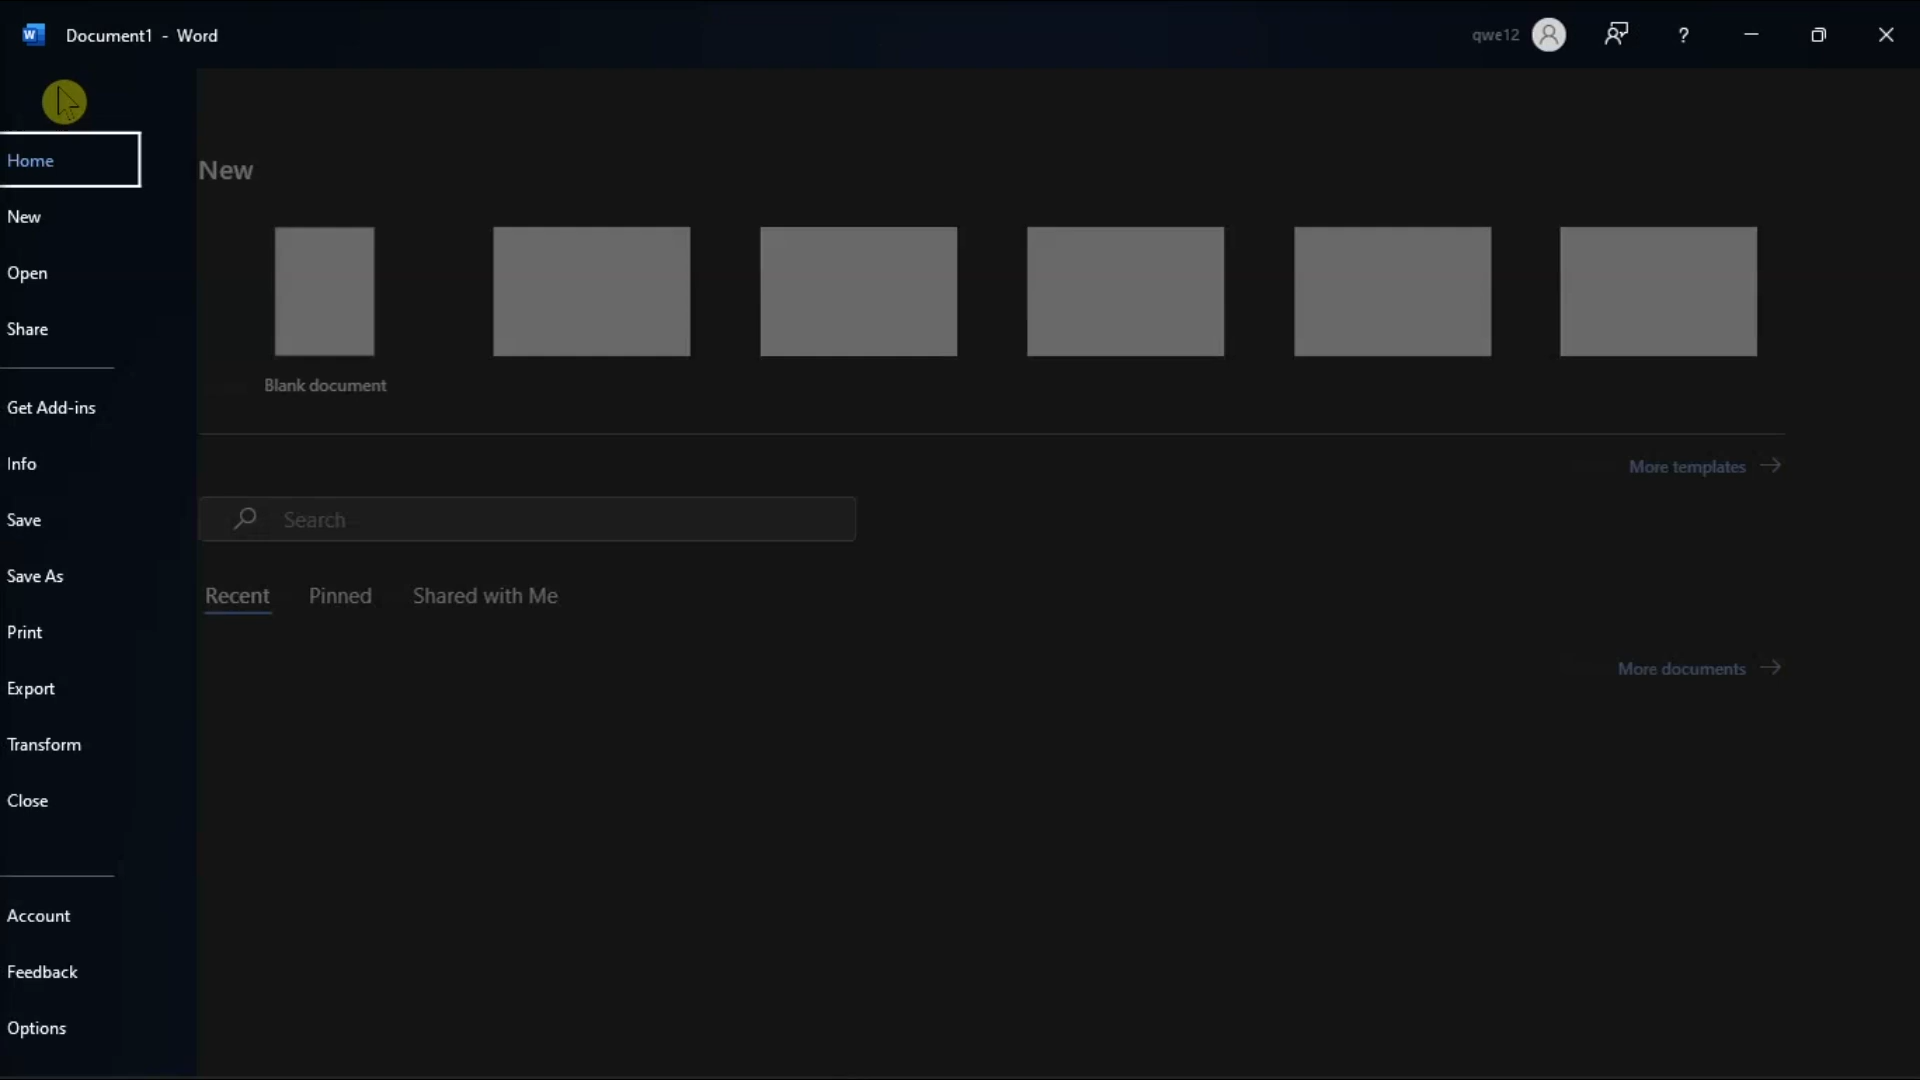 W Document1 - Word
qwe12
?
Home
New
Open
Share
Get Add-ins
Info
Save
Save As
Print
Export
Transform
Close
Account
Feedback
Options
New
Blank document
More templates
Search
Recent Pinned Shared with Me
More documents